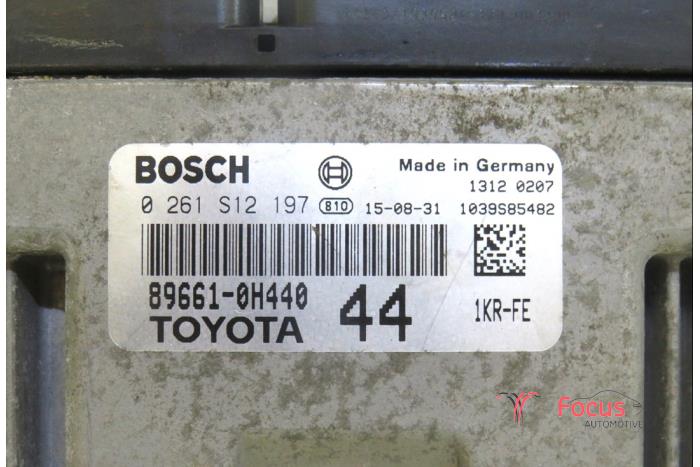 BOSCH Made in Germany
1312 0207
0 261 S12 197 810 15-08-31 1039S85482
89661-0H440
TOYOTA 44 1KR-FE
Focus
AUTOMOTIVE